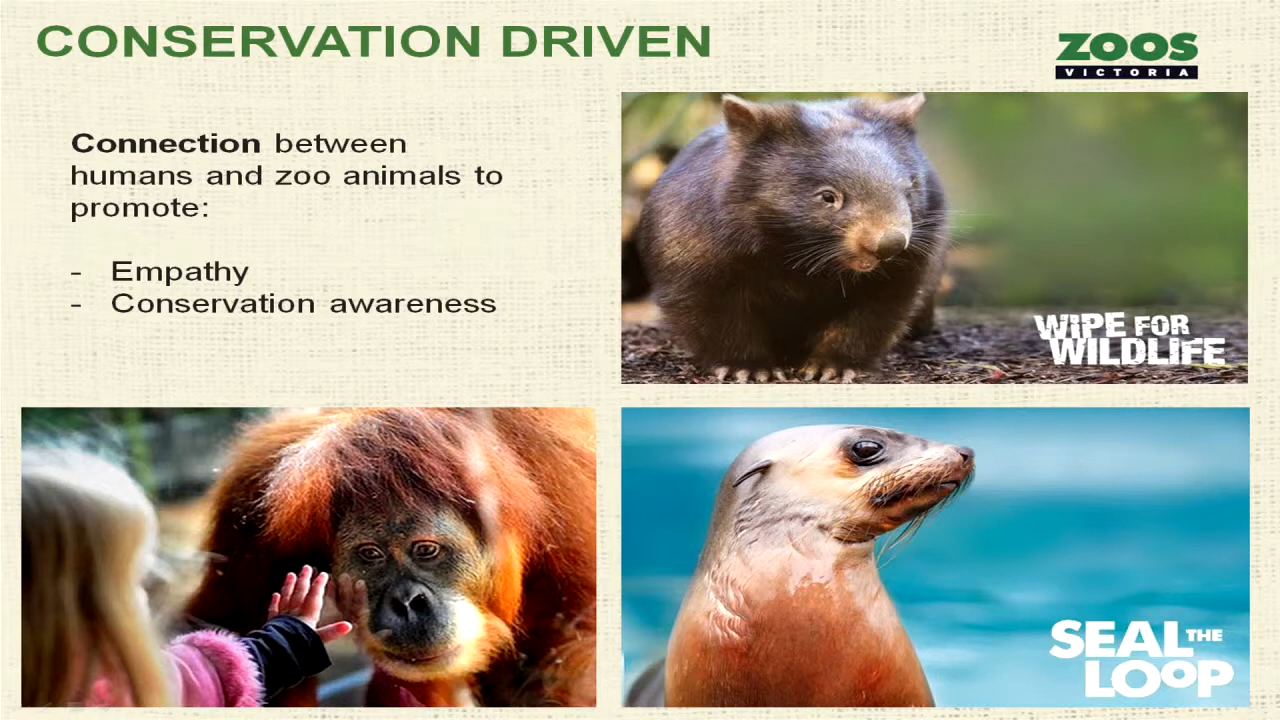 CONSERVATION DRIVEN
ZOOS
VICTORIA
Connection between
humans and zoo animals to
promote:
- Empathy
- Conservation awareness
WIPE FOR
WILDLIFE
SEAL THE
LOOP